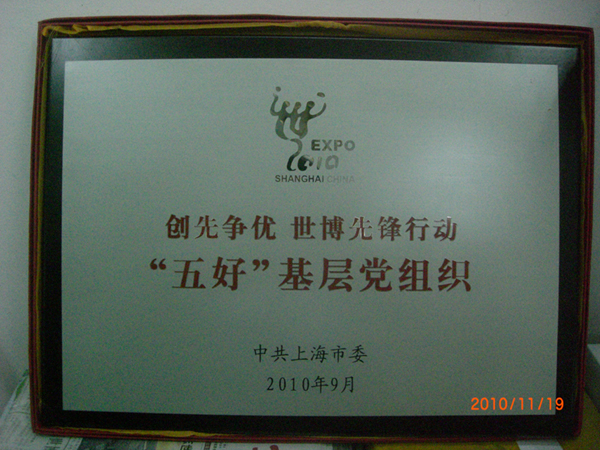 EXPO
2010
SHANGHAI CHINA
创先争优 世博先锋行动
“五好”基层党组织
中共上海市委
2010年9月
2010/11/19